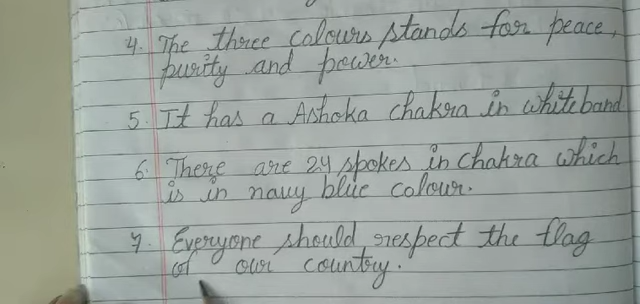 4. The three colours stands for peace,
purity and power.
5. It has a Ashoka chakra in white band
6. There are 24 spokes in chakra which
is in navy blue colour.
7. Everyone should respect the flag
of our country.